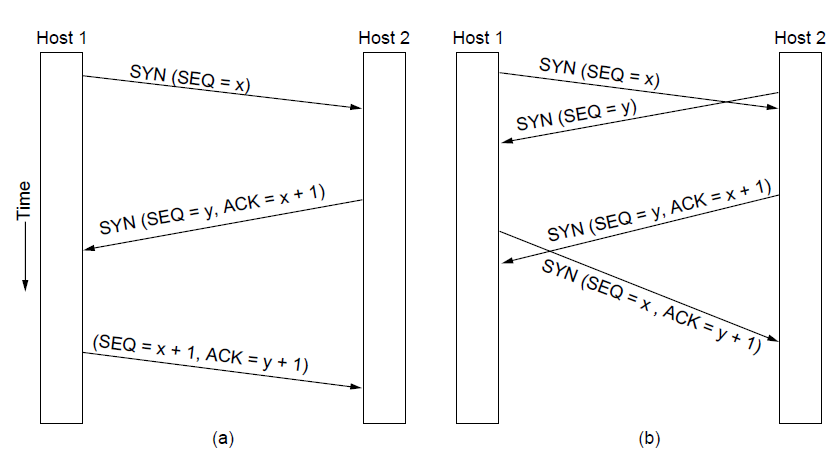 Host 1
Host 2
SYN (SEQ = x)
SYN (SEQ = y, ACK = x + 1)
(SEQ = x + 1, ACK = y + 1)
Time
(a)
Host 1
Host 2
SYN (SEQ = x)
SYN (SEQ = y)
SYN (SEQ = y, ACK = x + 1)
SYN (SEQ = x , ACK = y + 1)
(b)